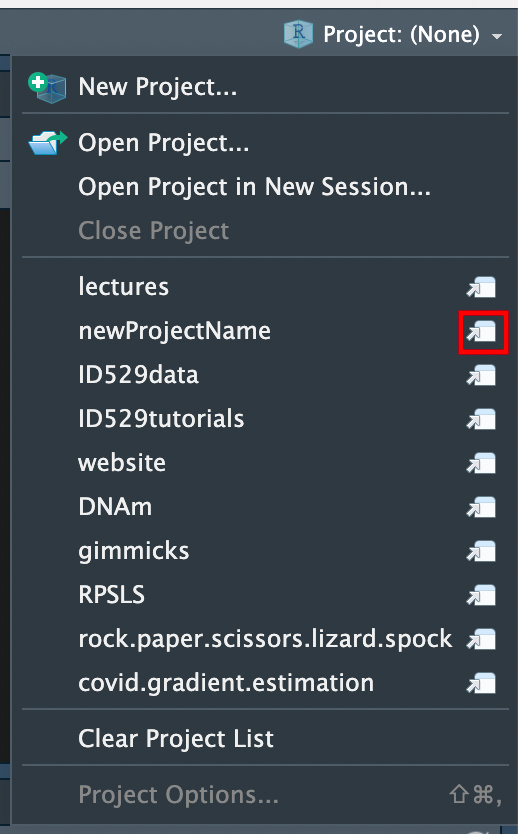 R Project: (None)
New Project...
Open Project...
Open Project in New Session...
Close Project
lectures
newProjectName
ID529data
ID529tutorials
website
DNAm
gimmicks
RPSLS
rock.paper.scissors.lizard.spock
covid.gradient.estimation
Clear Project List
Project Options... ⇧⌘,